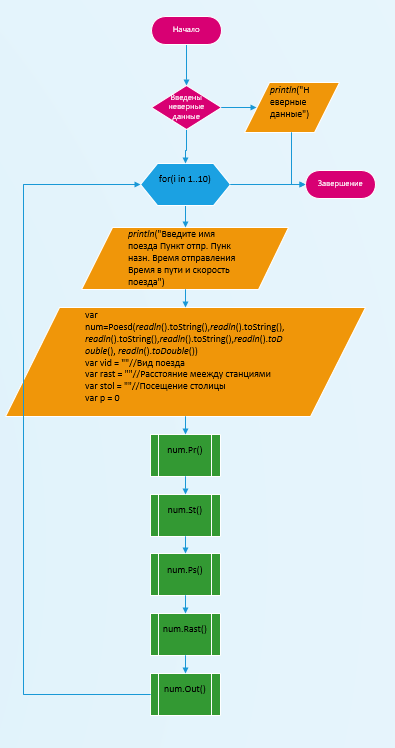 Начало
Введены
неверные
данные
println("Н
еверные
данные")
for(i in 1..10)
Завершение
println("Введите имя
поезда Пункт отпр. Пунк
назн. Время отправления
Время в пути и скорость
поезда")
var
num=Poesd(readln().toString(),readln().toString(),
readln().toString(),readln().toString(),readln().toD
ouble(), readln().toDouble())
var vid = ""//Вид поезда
var rast = ""//Расстояние меежду станциями
var stol = ""//Посещение столицы
var p = 0
num.Pr()
num.St()
num.Ps()
num.Rast()
num.Out()